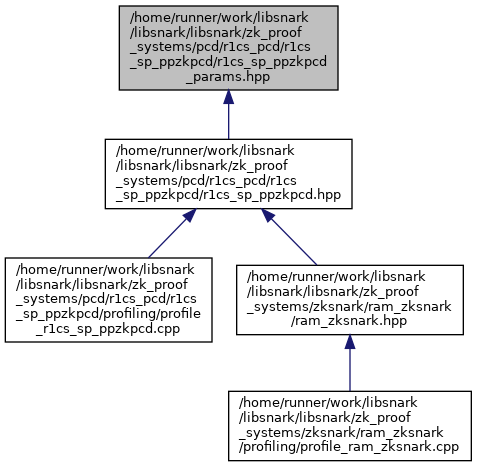 /home/runner/work/libsnark
/libsnark/libsnark/zk_proof
_systems/pcd/r1cs_pcd/r1cs
_sp_ppzkpcd/r1cs_sp_ppzkpcd
_params.hpp
/home/runner/work/libsnark
/libsnark/libsnark/zk_proof
_systems/pcd/r1cs_pcd/r1cs
_sp_ppzkpcd/r1cs_sp_ppzkpcd.hpp
/home/runner/work/libsnark
/libsnark/libsnark/zk_proof
_systems/pcd/r1cs_pcd/r1cs
_sp_ppzkpcd/profiling/profile
_r1cs_sp_ppzkpcd.cpp
/home/runner/work/libsnark
/libsnark/libsnark/zk_proof
_systems/zksnark/ram_zksnark
/ram_zksnark.hpp
/home/runner/work/libsnark
/libsnark/libsnark/zk_proof
_systems/zksnark/ram_zksnark
/profiling/profile_ram_zksnark.cpp